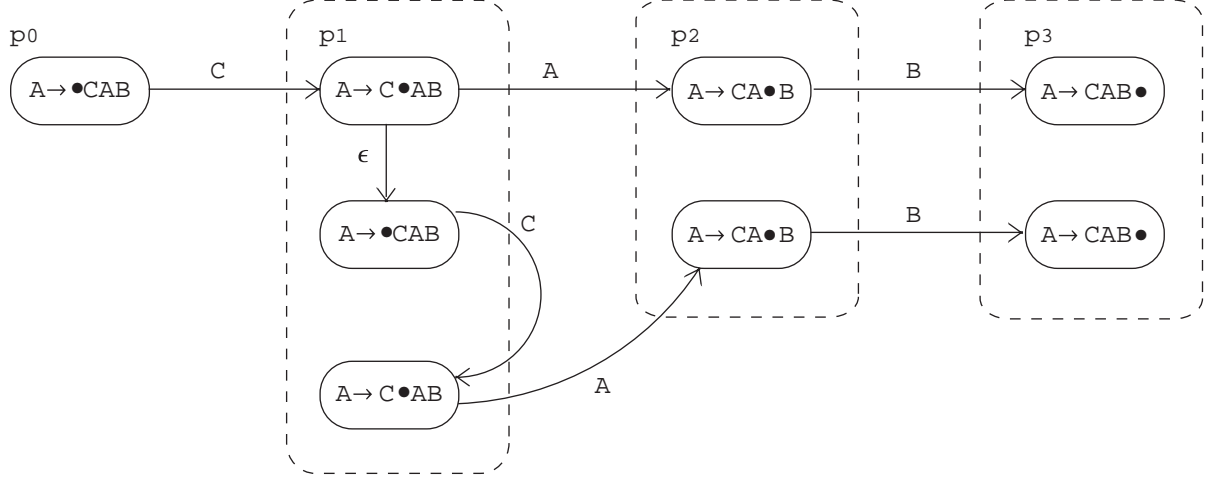 p0 p1 p2 p3
A→ •CAB C A→ C•AB A A→ CA•B B A→ CAB•
ϵ
A→ •CAB C A→ CA•B B A→ CAB•
A→ C•AB A